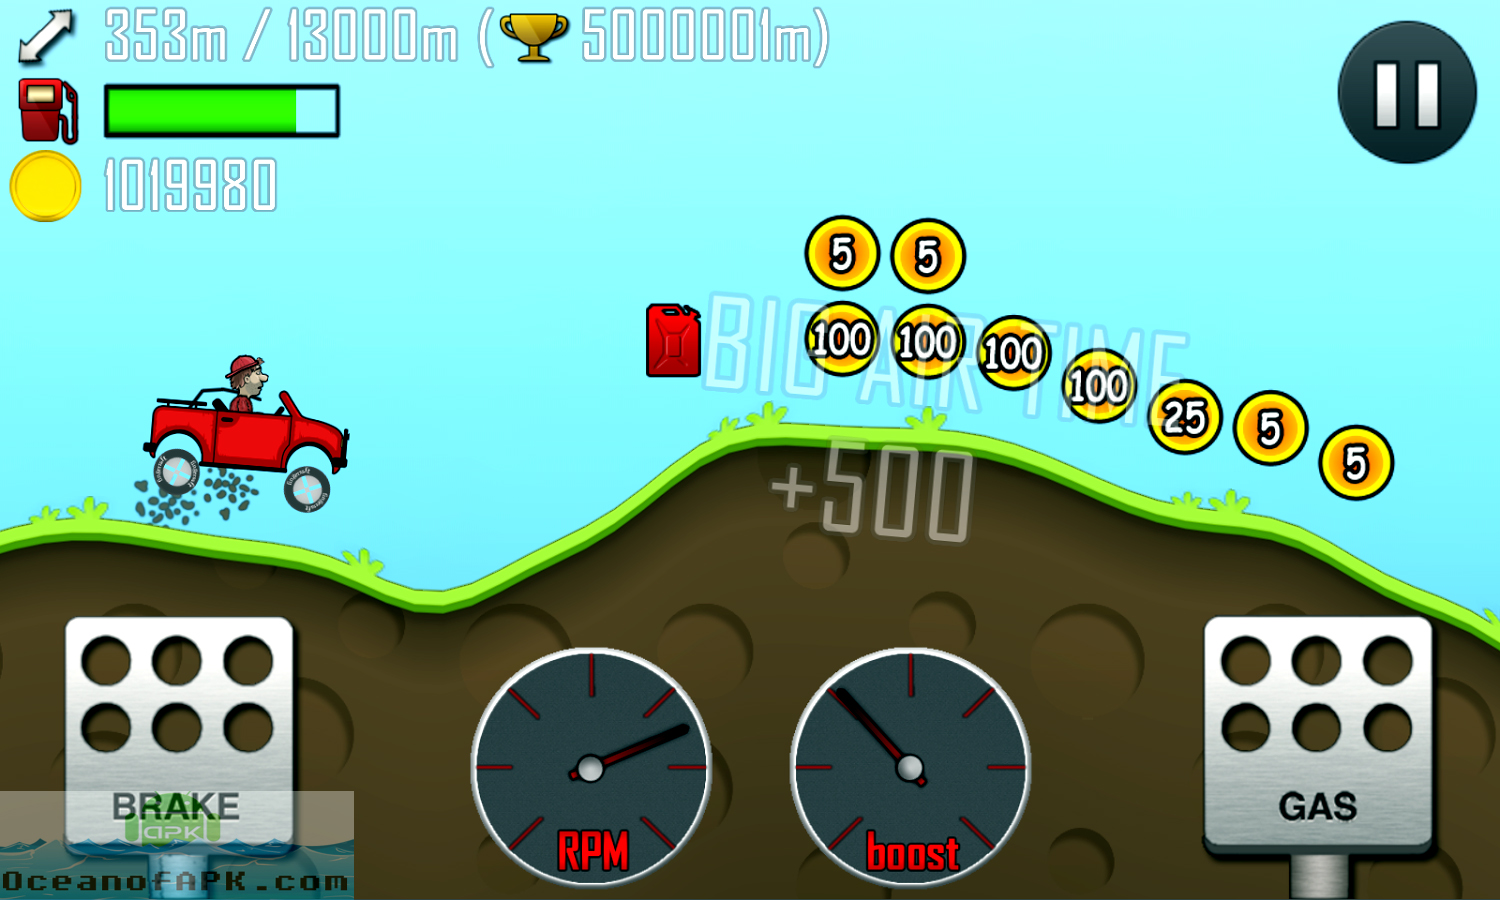 353m / 13000m (5000001m)
1019980
5 5
BIG AIR TIME
100 100 100 100 25 5 5
+500
BRAKE
GAS
RPM
boost
apk
OceanofAPK.com